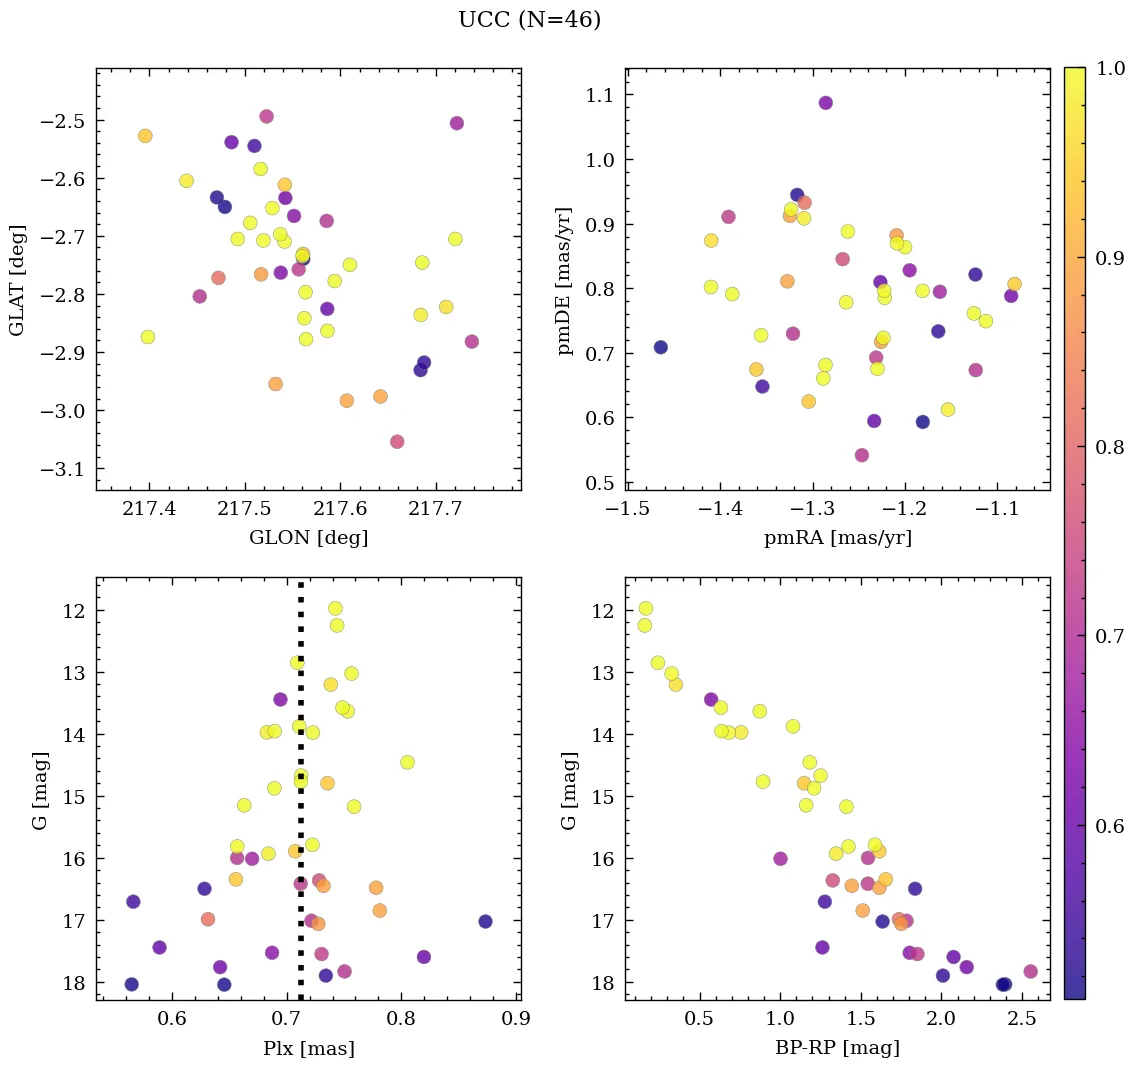 UCC (N=46)
−2.5
−2.6
−2.7
−2.8
−2.9
−3.0
−3.1
GLAT [deg]
217.4 217.5 217.6 217.7
GLON [deg]
1.1
1.0
0.9
0.8
0.7
0.6
0.5
pmDE [mas/yr]
−1.5 −1.4 −1.3 −1.2 −1.1
pmRA [mas/yr]
1.0
0.9
0.8
0.7
0.6
12
13
14
15
16
17
18
G [mag]
0.6 0.7 0.8 0.9
Plx [mas]
12
13
14
15
16
17
18
G [mag]
0.5 1.0 1.5 2.0 2.5
BP-RP [mag]